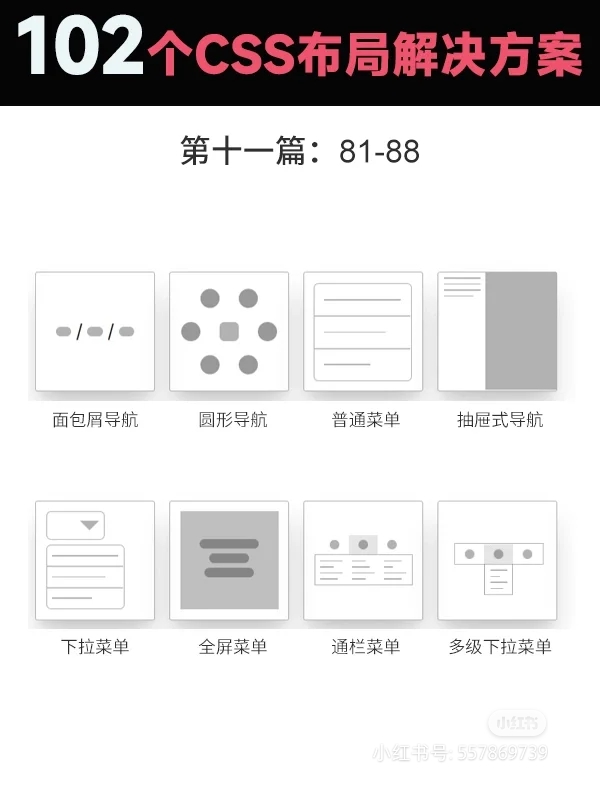 102个CSS布局解决方案
第十一篇：81-88
面包屑导航
圆形导航
普通菜单
抽屉式导航
下拉菜单
全屏菜单
通栏菜单
多级下拉菜单
小红书
小红书号: 557869739